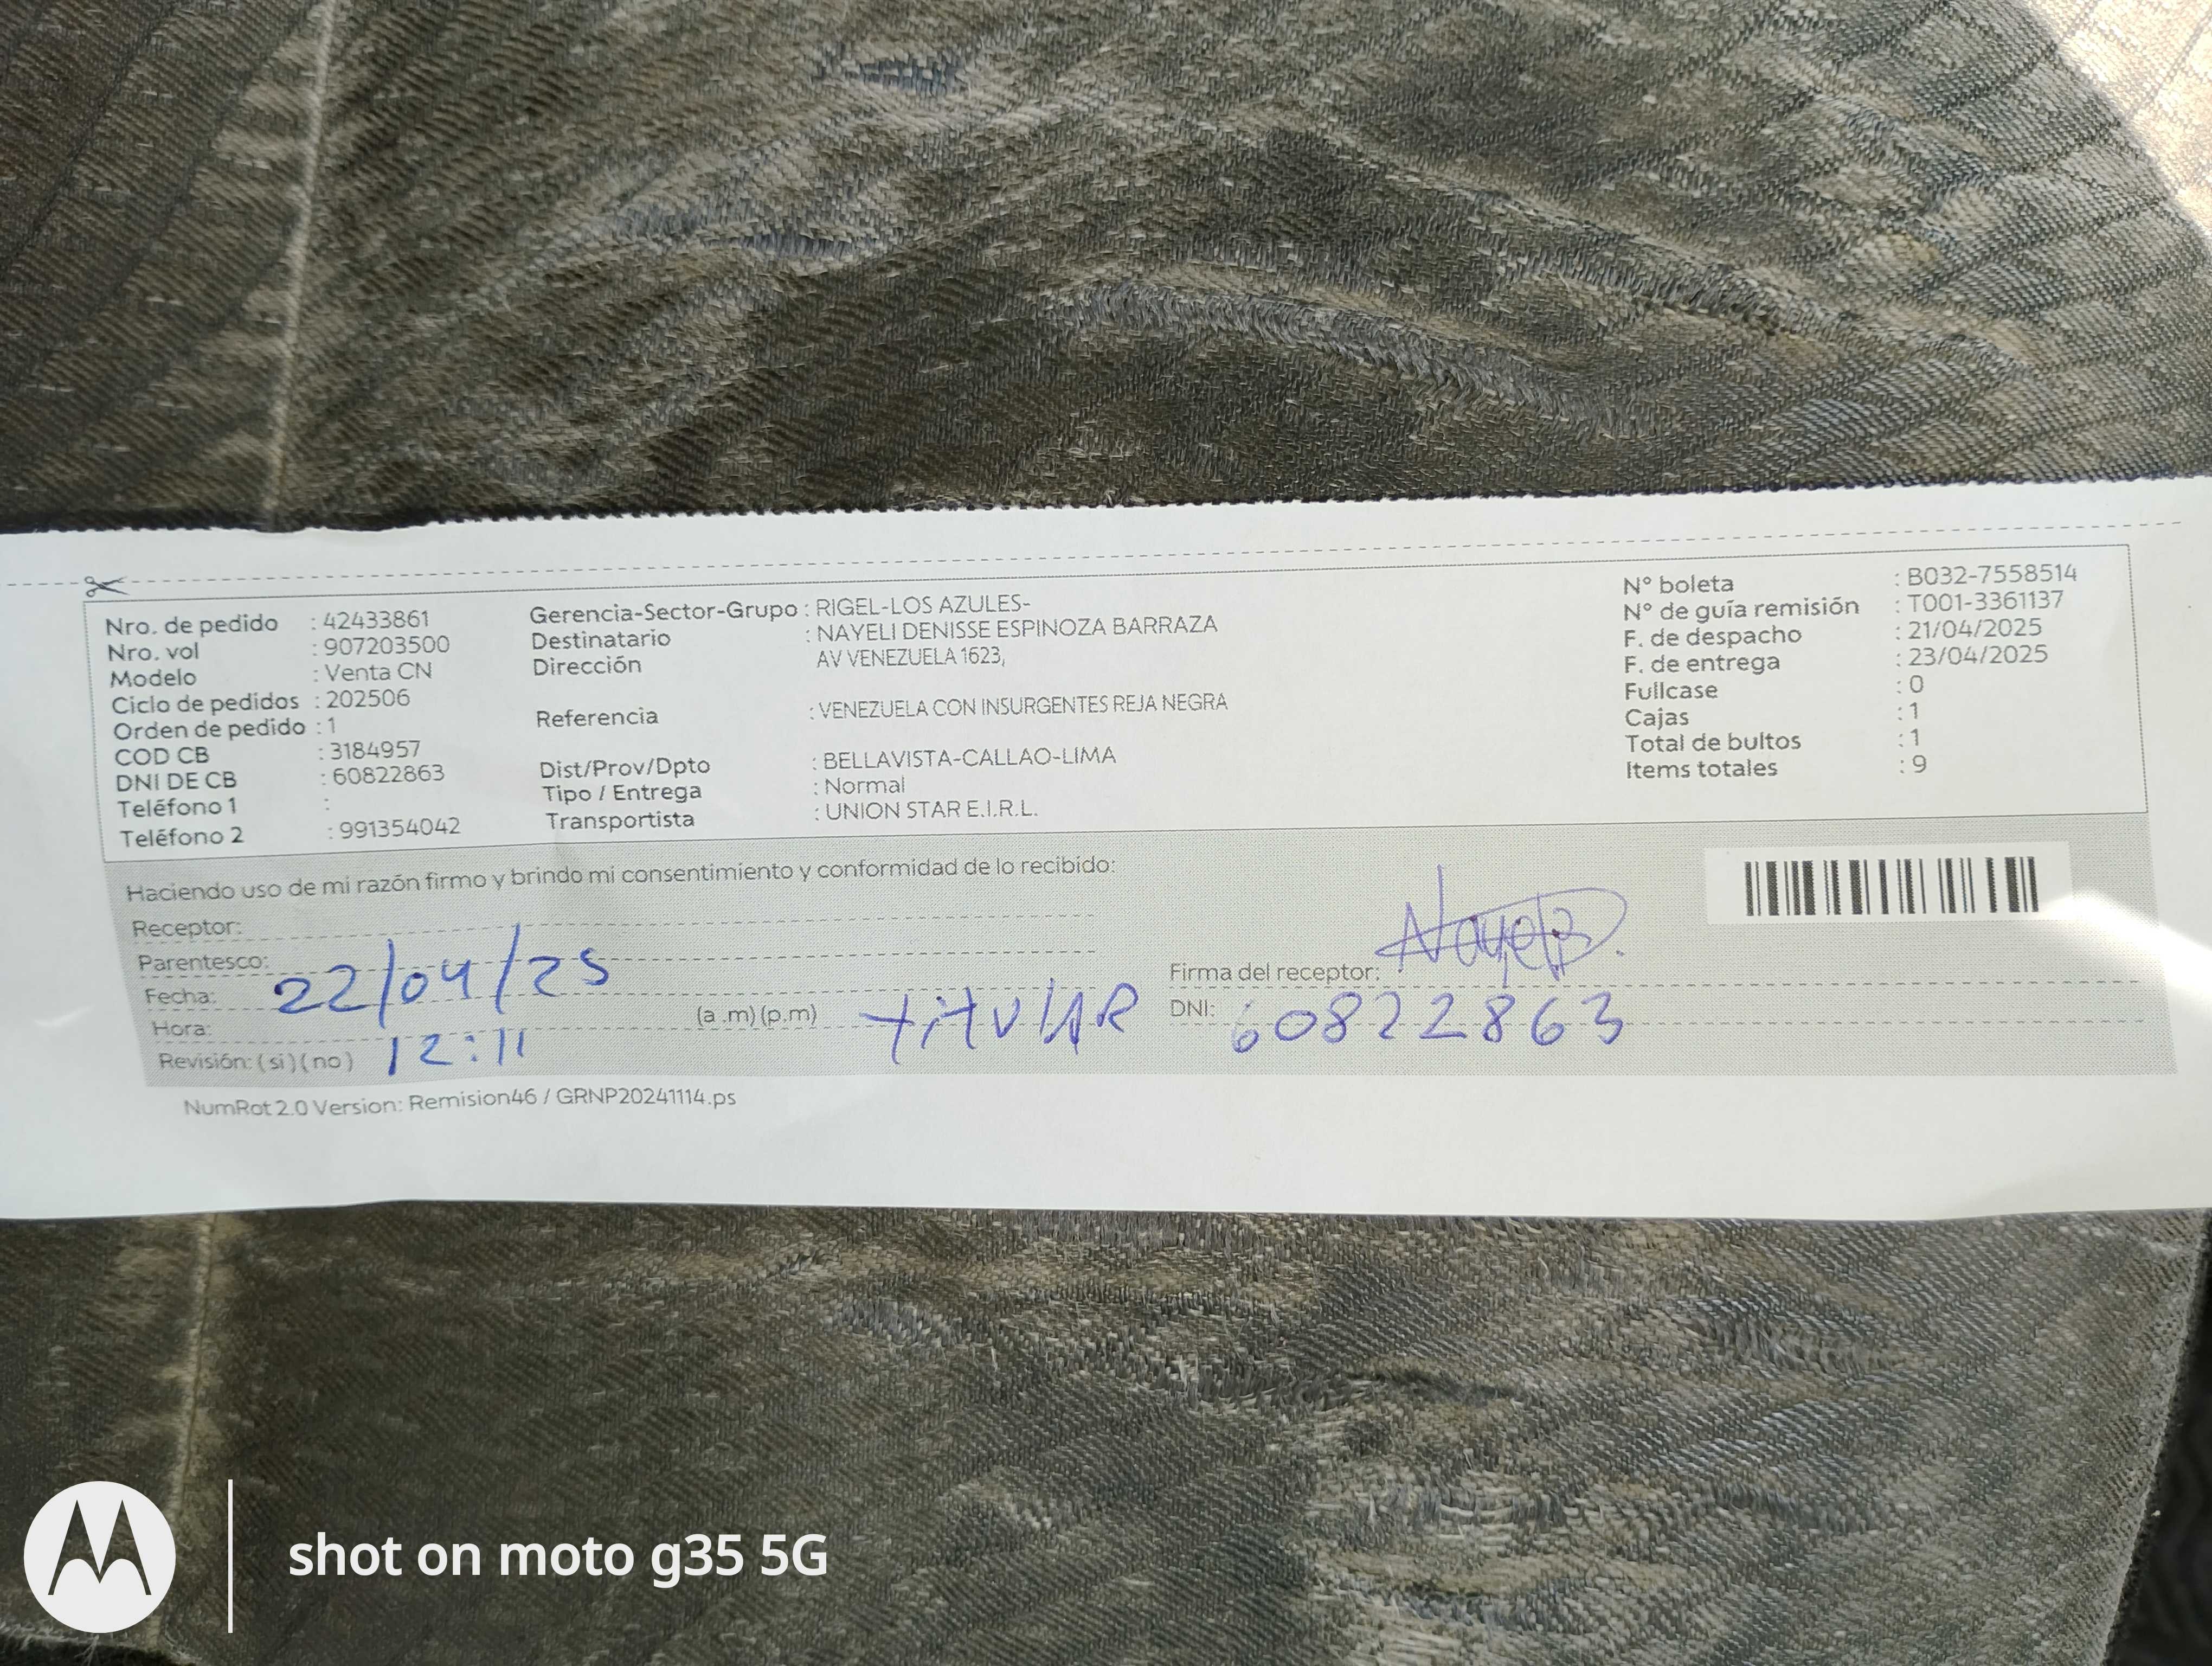 Nro. de pedido : 42433861
Nro. vol : 907203500
Modelo : Venta CN
Ciclo de pedidos : 202506
Orden de pedido : 1
COD CB : 3184957
DNI DE CB : 60822863
Teléfono 1 :
Teléfono 2 : 991354042
Gerencia-Sector-Grupo : RIGEL-LOS AZULES-
Destinatario : NAYELI DENISSE ESPINOZA BARRAZA
Dirección AV VENEZUELA 1623,
Referencia : VENEZUELA CON INSURGENTES REJA NEGRA
Dist/Prov/Dpto : BELLAVISTA-CALLAO-LIMA
Tipo / Entrega : Normal
Transportista : UNION STAR E.I.R.L.
N° boleta : B032-7558514
N° de guía remisión : T001-3361137
F. de despacho : 21/04/2025
F. de entrega : 23/04/2025
Fullcase : 0
Cajas : 1
Total de bultos : 1
Items totales : 9
Haciendo uso de mi razón firmo y brindo mi consentimiento y conformidad de lo recibido:
Receptor:
Parentesco:
Fecha: 22/04/25
Hora: (a .m) (p.m)
Revisión: (si) (no) 12:11
titulAR
Firma del receptor:
DNI: 60822863
NumRot 2.0 Version: Remision46 / GRNP20241114.ps
shot on moto g35 5G